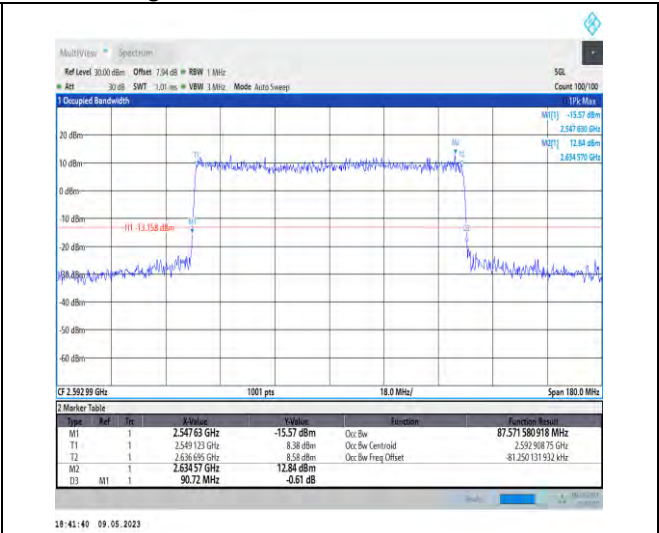 MultiView Spectrum
Ref Level 30.00 dBm Offset 7.94 dB RBW 1 MHz SGL
Att 30 dB SWT 1.01 ms VBW 3 MHz Mode Auto Sweep Count 100/100
1 Occupied Bandwidth 1Pk Max
M1[1] -15.57 dBm
2.547 630 GHz
M2[1] 12.84 dBm
2.634 570 GHz
20 dBm
M2
T1 T2
10 dBm
0 dBm
-10 dBm
M1
H1 -13.158 dBm
-20 dBm
-40 dBm
-50 dBm
-60 dBm
CF 2.592 99 GHz 1001 pts 18.0 MHz/ Span 180.0 MHz
2 Marker Table
Type Ref Trc X-Value Y-Value Function Function Result
M1 1 2.547 63 GHz -15.57 dBm Occ Bw 87.571 580 918 MHz
T1 1 2.549 123 GHz 8.38 dBm Occ Bw Centroid 2.592 908 75 GHz
T2 1 2.636 695 GHz 8.58 dBm Occ Bw Freq Offset -81.250 131 932 kHz
M2 1 2.634 57 GHz 12.84 dBm
D3 M1 1 90.72 MHz -0.61 dB
18:41:40 09.05.2023